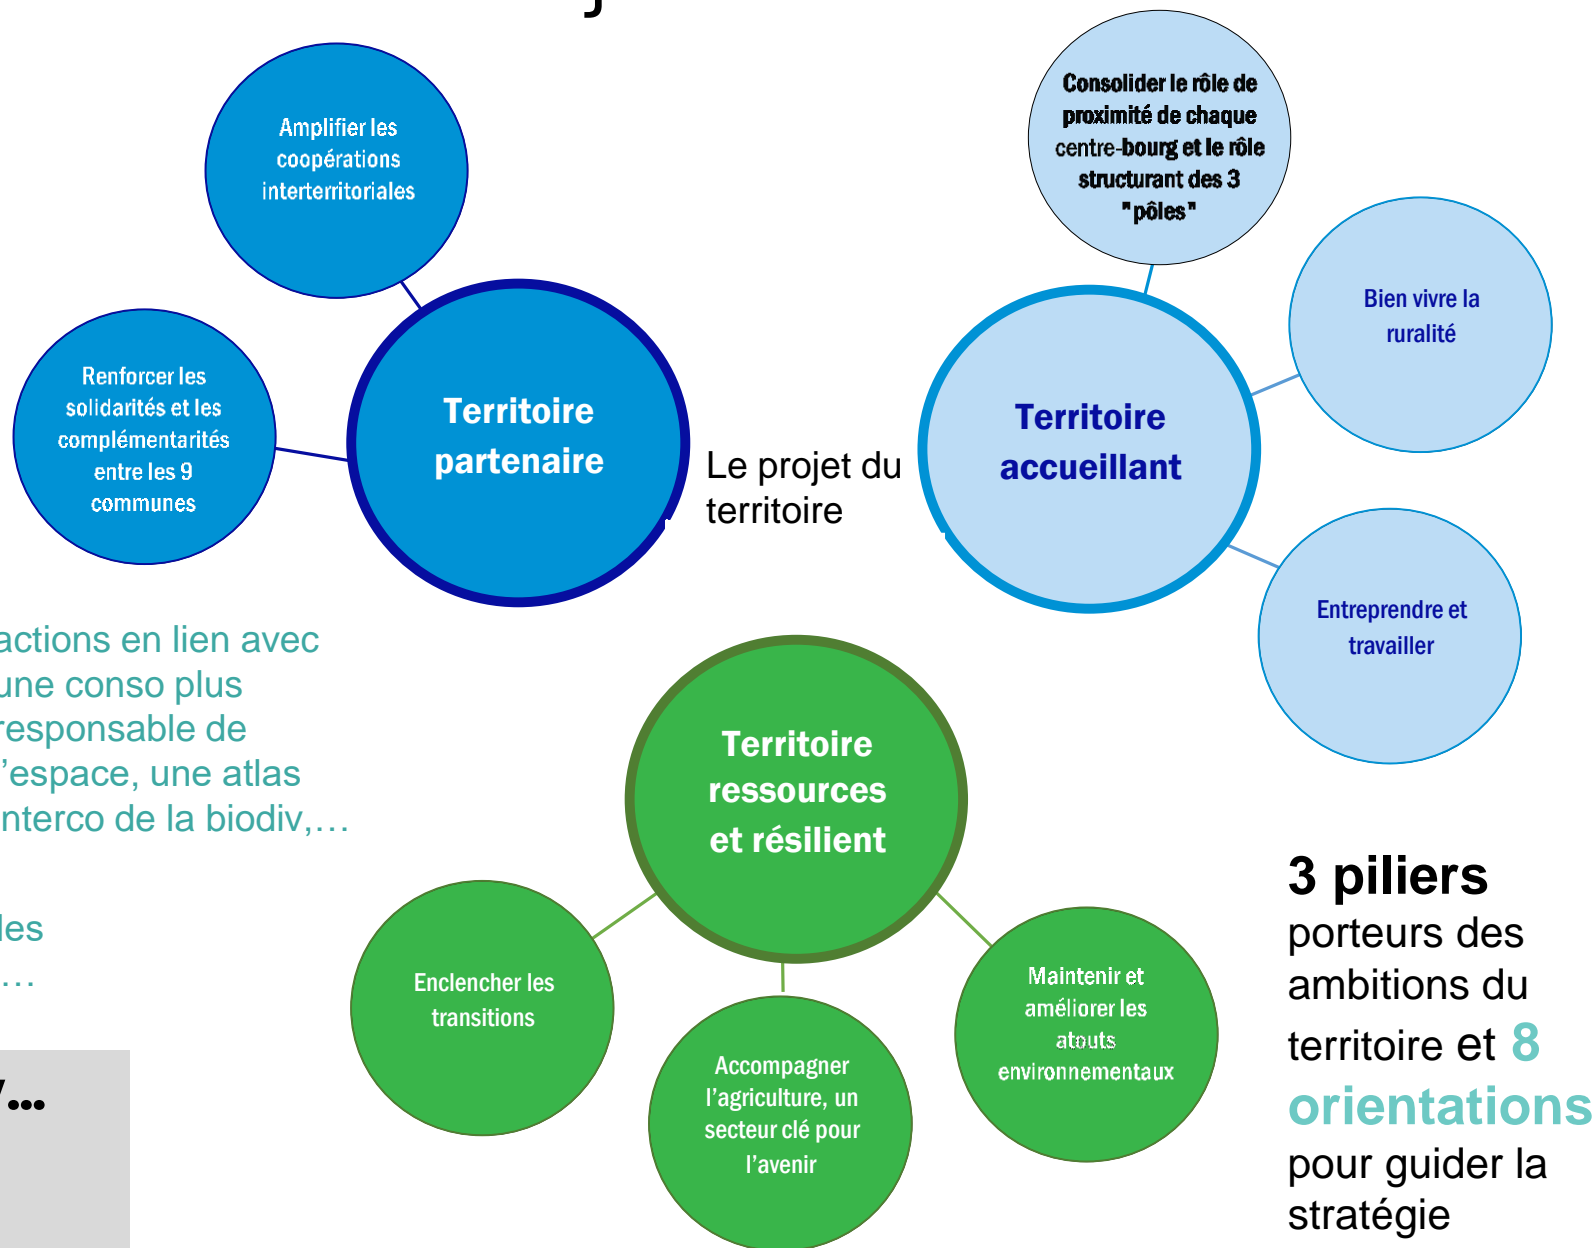 Amplifier les
coopérations
interterritoriales
Renforcer les
solidarités et les
complémentarités
entre les 9
communes
Territoire
partenaire
Le projet du
territoire
Consolider le rôle de
proximité de chaque
centre-bourg et le rôle
structurant des 3
"pôles"
Bien vivre la
ruralité
Territoire
accueillant
Entreprendre et
travailler
actions en lien avec
une conso plus
responsable de
l'espace, une atlas
interco de la biodiv,…
Territoire
ressources
et résilient
Enclencher les
transitions
Accompagner
l'agriculture, un
secteur clé pour
l'avenir
Maintenir et
améliorer les
atouts
environnementaux
3 piliers
porteurs des
ambitions du
territoire et 8
orientations
pour guider la
stratégie